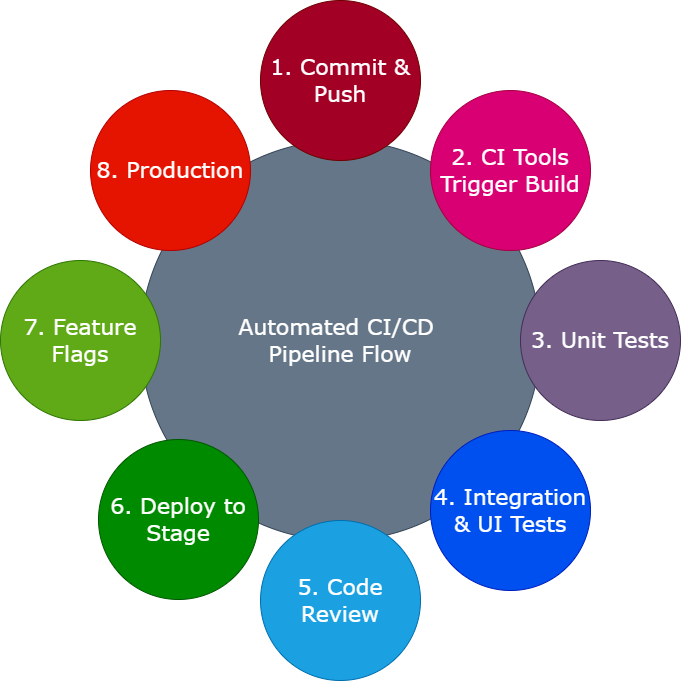 1. Commit &
Push
2. CI Tools
Trigger Build
3. Unit Tests
4. Integration
& UI Tests
5. Code
Review
6. Deploy to
Stage
7. Feature
Flags
8. Production
Automated CI/CD
Pipeline Flow